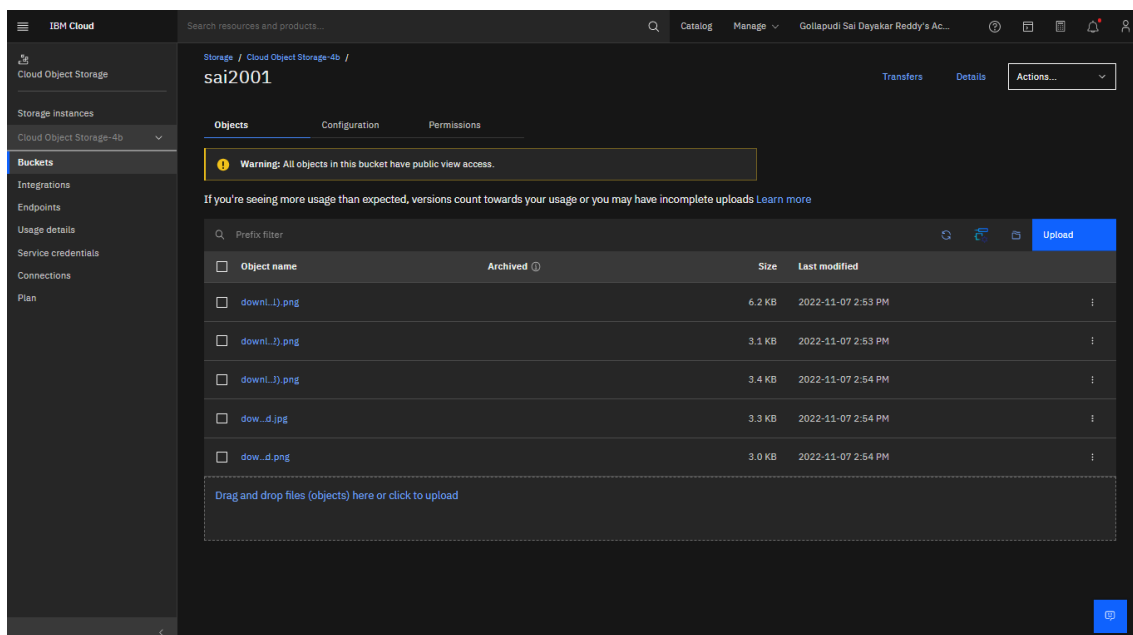 IBM Cloud
Search resources and products...
Catalog
Manage
Gollapudi Sai Dayakar Reddy's Ac...
Cloud Object Storage
Storage instances
Cloud Object Storage-4b
Buckets
Integrations
Endpoints
Usage details
Service credentials
Connections
Plan
Storage / Cloud Object Storage-4b /
sai2001
Transfers
Details
Actions...
Objects
Configuration
Permissions
Warning: All objects in this bucket have public view access.
If you're seeing more usage than expected, versions count towards your usage or you may have incomplete uploads Learn more
Prefix filter
Upload
Object name Archived Size Last modified
downl...1).png 6.2 KB 2022-11-07 2:53 PM
downl...2).png 3.1 KB 2022-11-07 2:53 PM
downl...3).png 3.4 KB 2022-11-07 2:54 PM
dow...d.jpg 3.3 KB 2022-11-07 2:54 PM
dow...d.png 3.0 KB 2022-11-07 2:54 PM
Drag and drop files (objects) here or click to upload